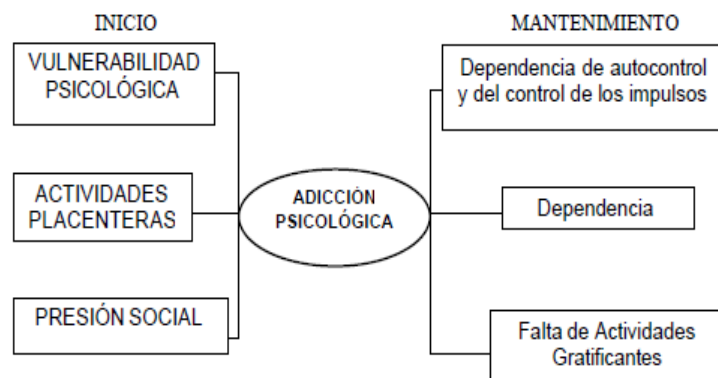 INICIO
VULNERABILIDAD
PSICOLÓGICA
ACTIVIDADES
PLACENTERAS
PRESIÓN SOCIAL
ADICCIÓN
PSICOLÓGICA
MANTENIMIENTO
Dependencia de autocontrol
y del control de los impulsos
Dependencia
Falta de Actividades
Gratificantes